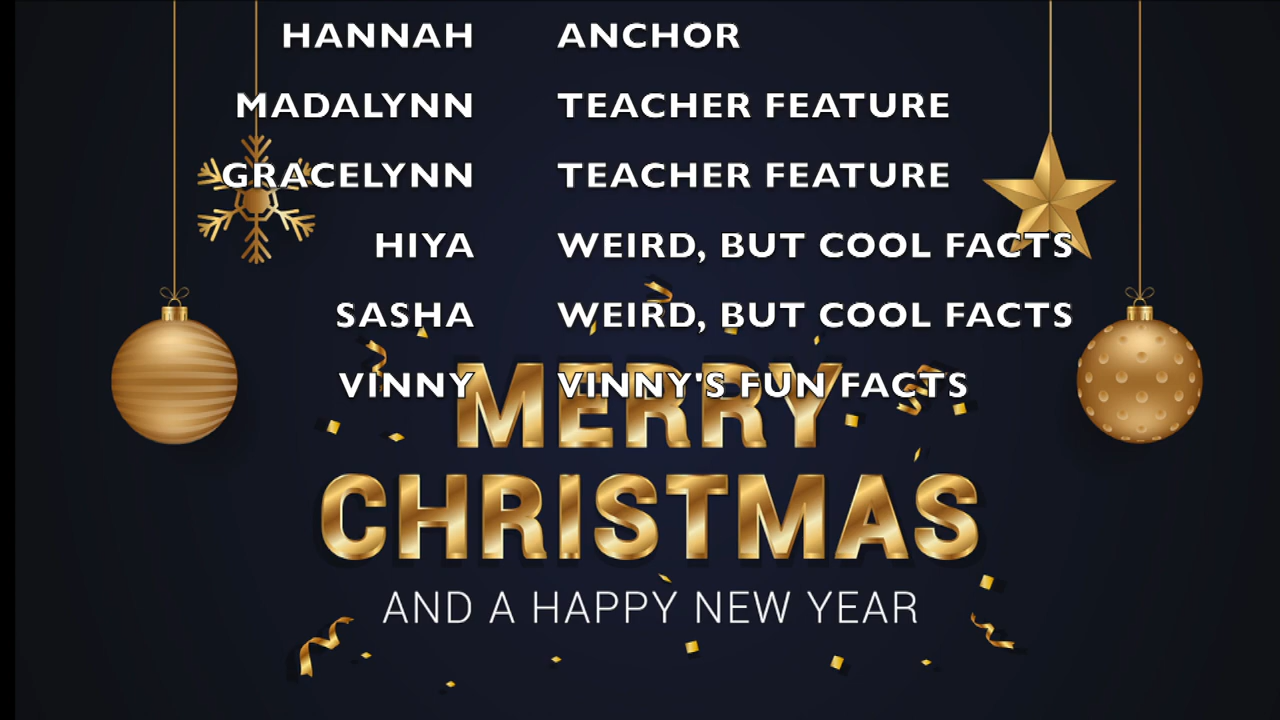 HANNAH ANCHOR
MADALYNN TEACHER FEATURE
GRACELYNN TEACHER FEATURE
HIYA WEIRD, BUT COOL FACTS
SASHA WEIRD, BUT COOL FACTS
VINNY VINNY'S FUN FACTS
MERRY
CHRISTMAS
AND A HAPPY NEW YEAR